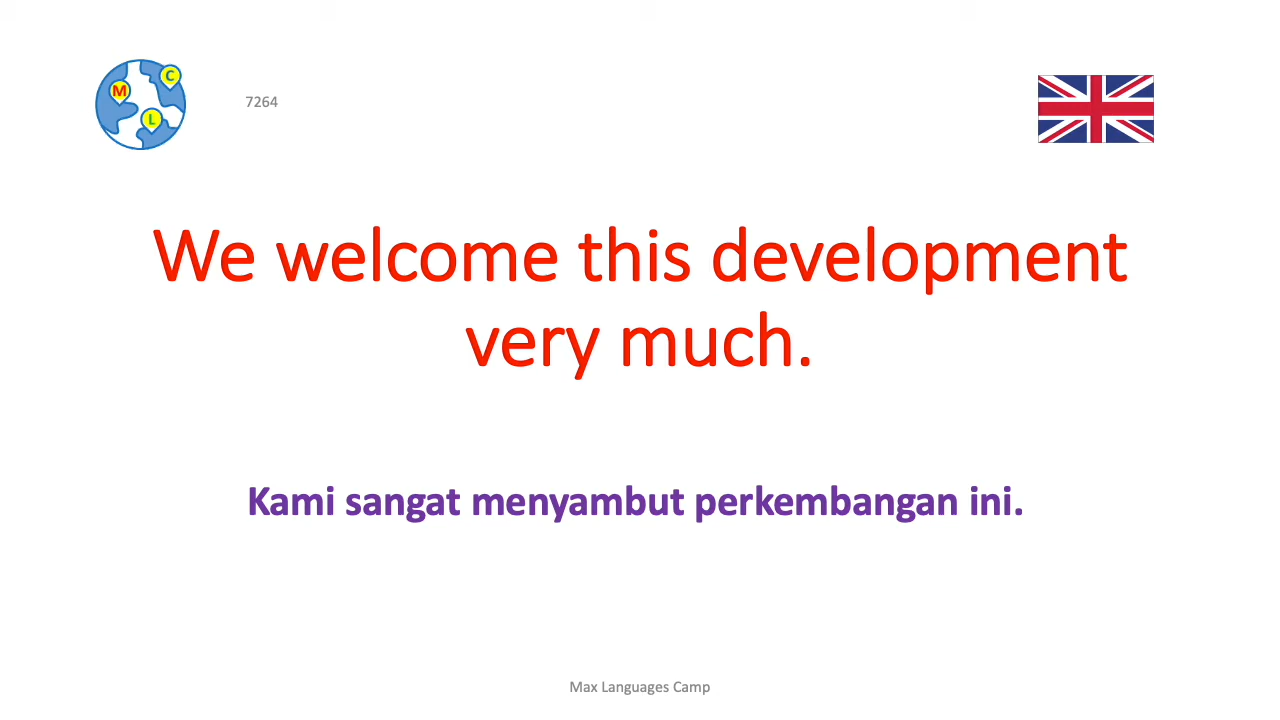 C
M
L
7264
We welcome this development
very much.
Kami sangat menyambut perkembangan ini.
Max Languages Camp